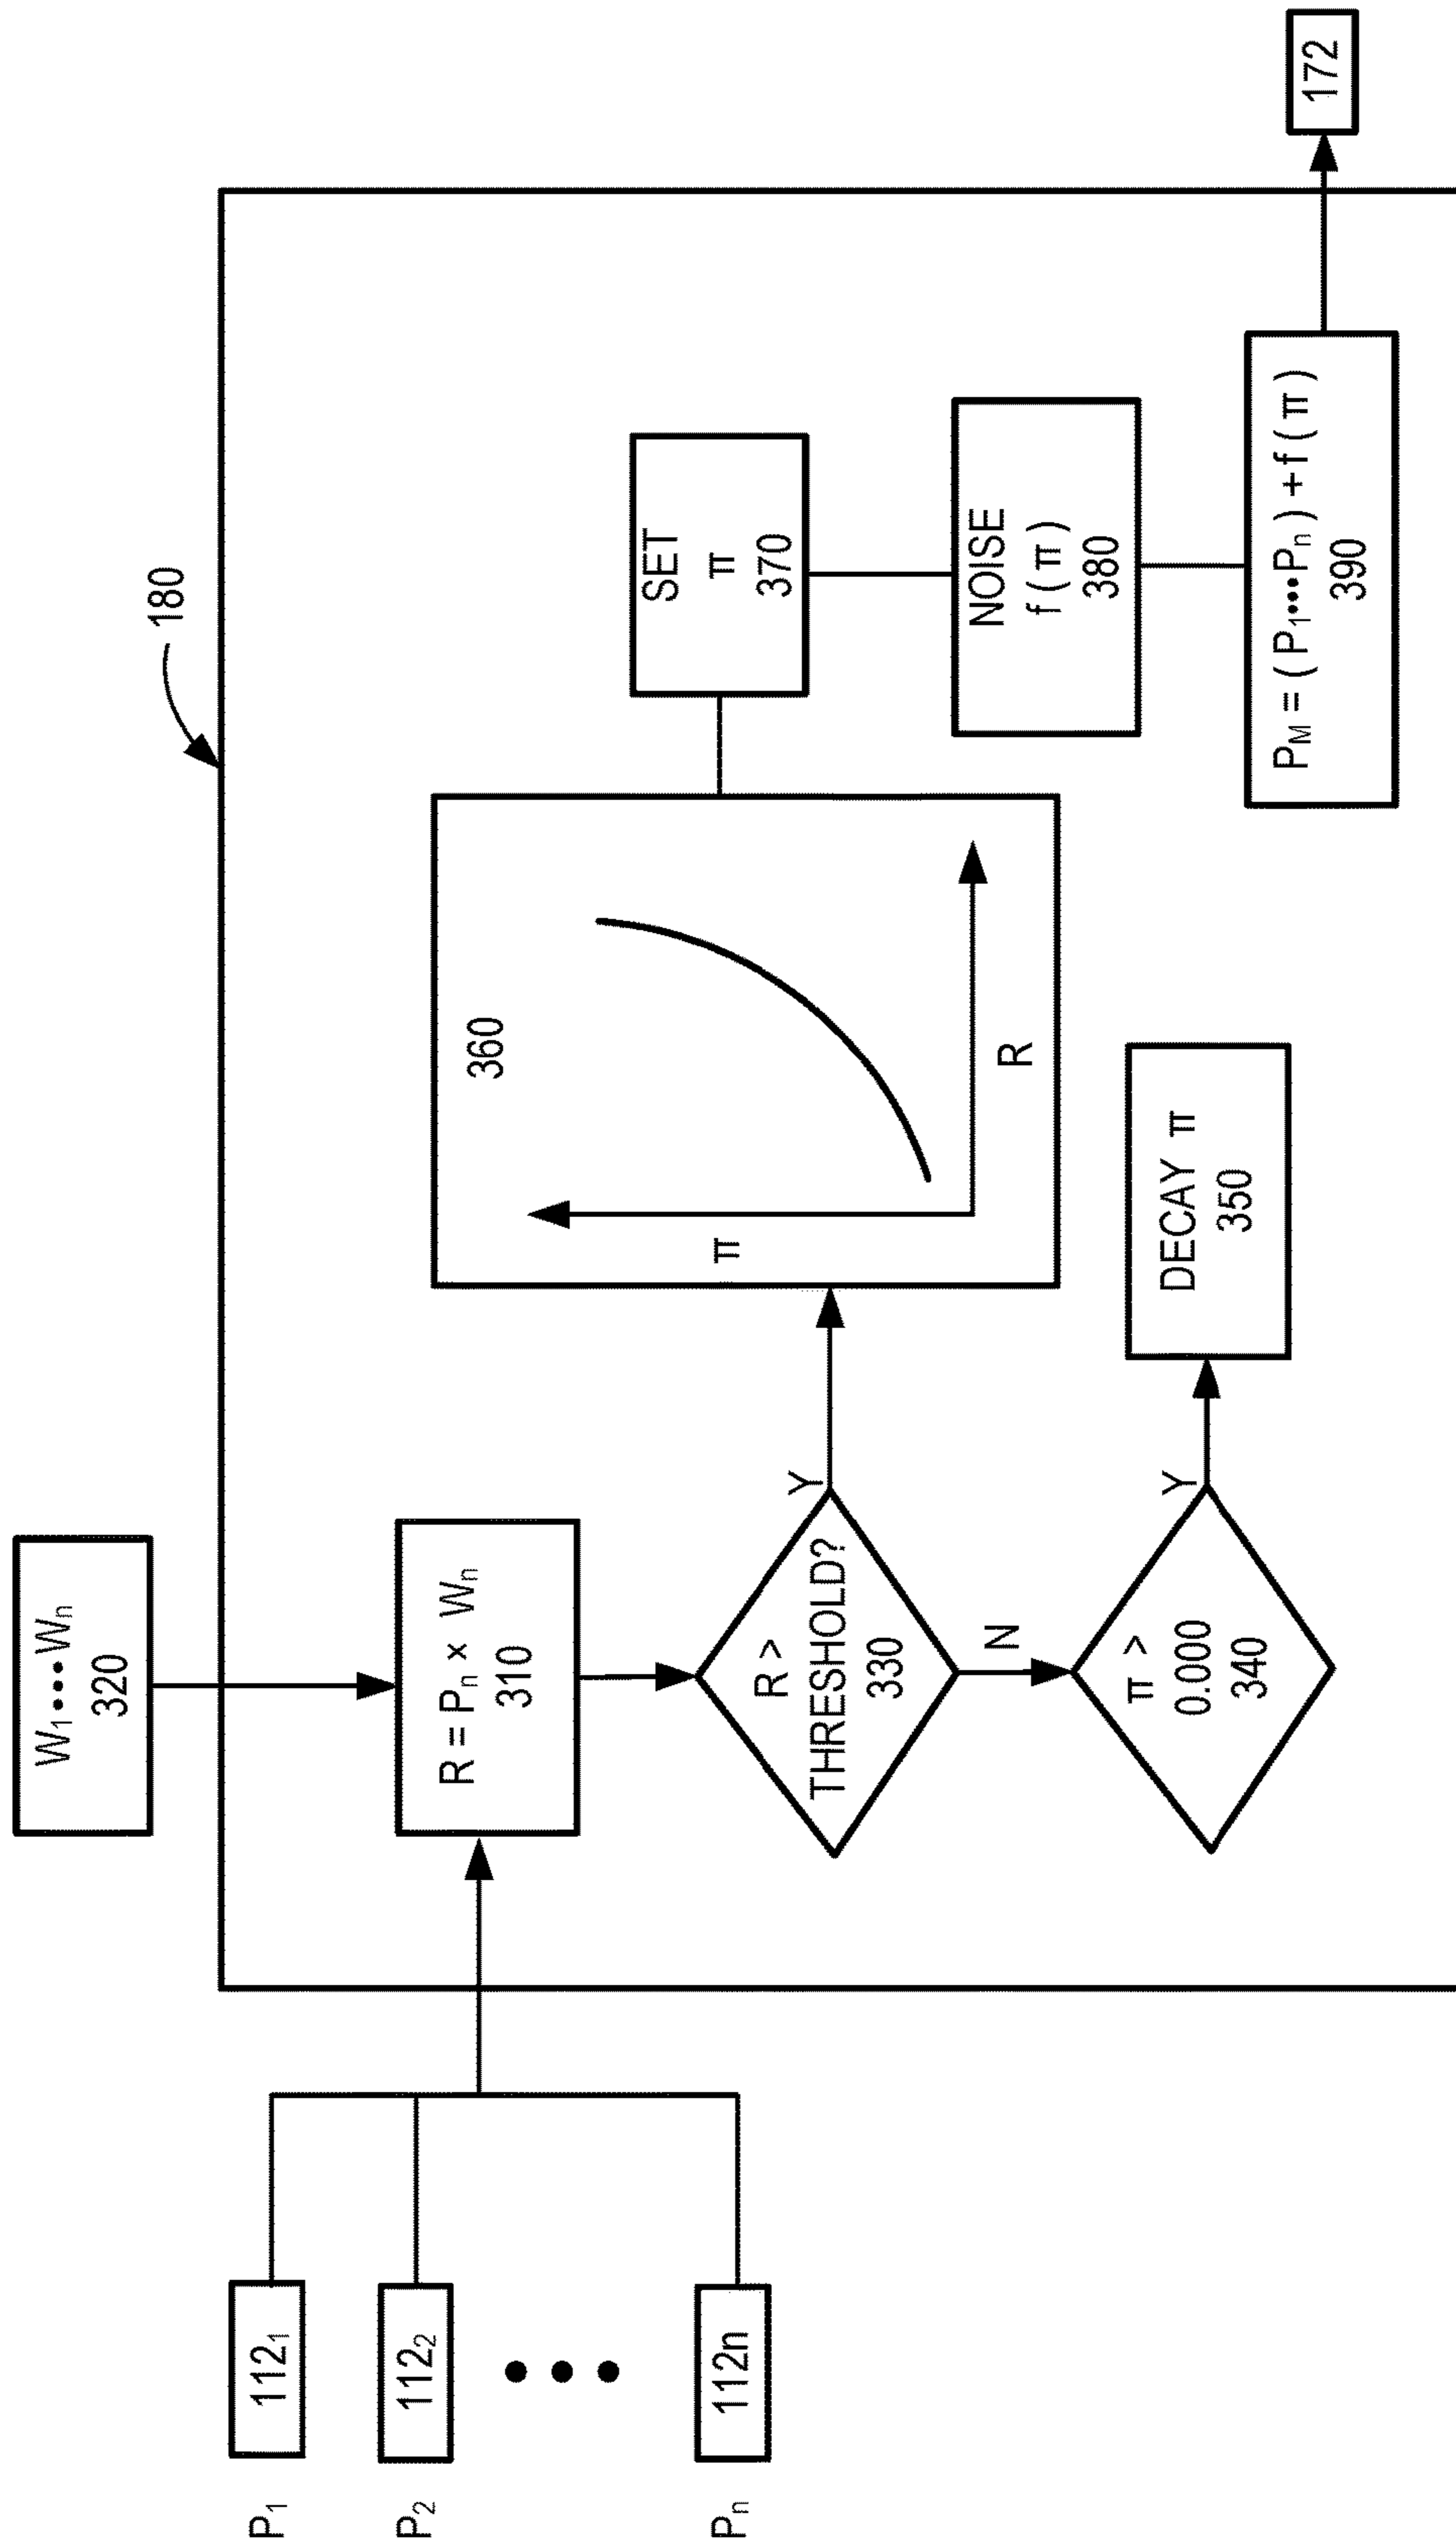 180
W₁••••Wₙ
320
P₁
112₁
P₂
112₂
•••
Pₙ
112n
R = Pₙ × Wₙ
310
R >
THRESHOLD?
330
Y
N
π >
0.000
340
Y
DECAY π
350
360
π
R
SET
π
370
NOISE
f ( π )
380
P_M = ( P₁•••Pₙ ) + f ( π )
390
172